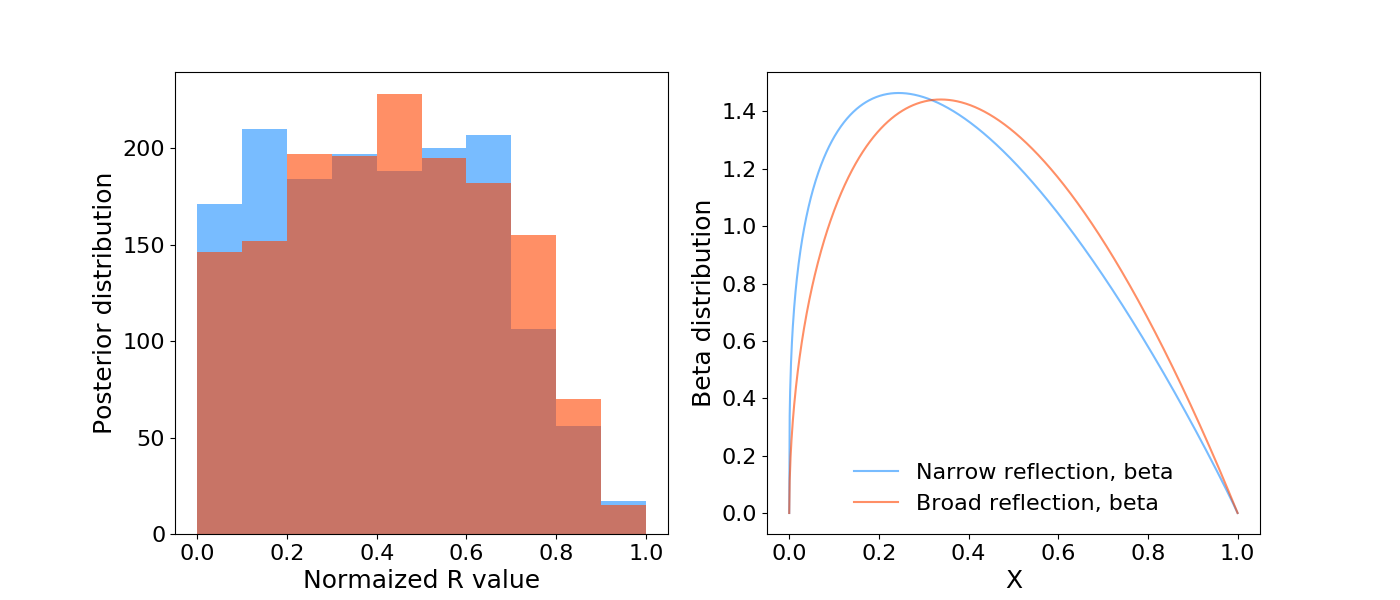 Posterior distribution
200
150
100
50
0
0.0 0.2 0.4 0.6 0.8 1.0
Normaized R value
Beta distribution
1.4
1.2
1.0
0.8
0.6
0.4
0.2
0.0
Narrow reflection, beta
Broad reflection, beta
0.0 0.2 0.4 0.6 0.8 1.0
X